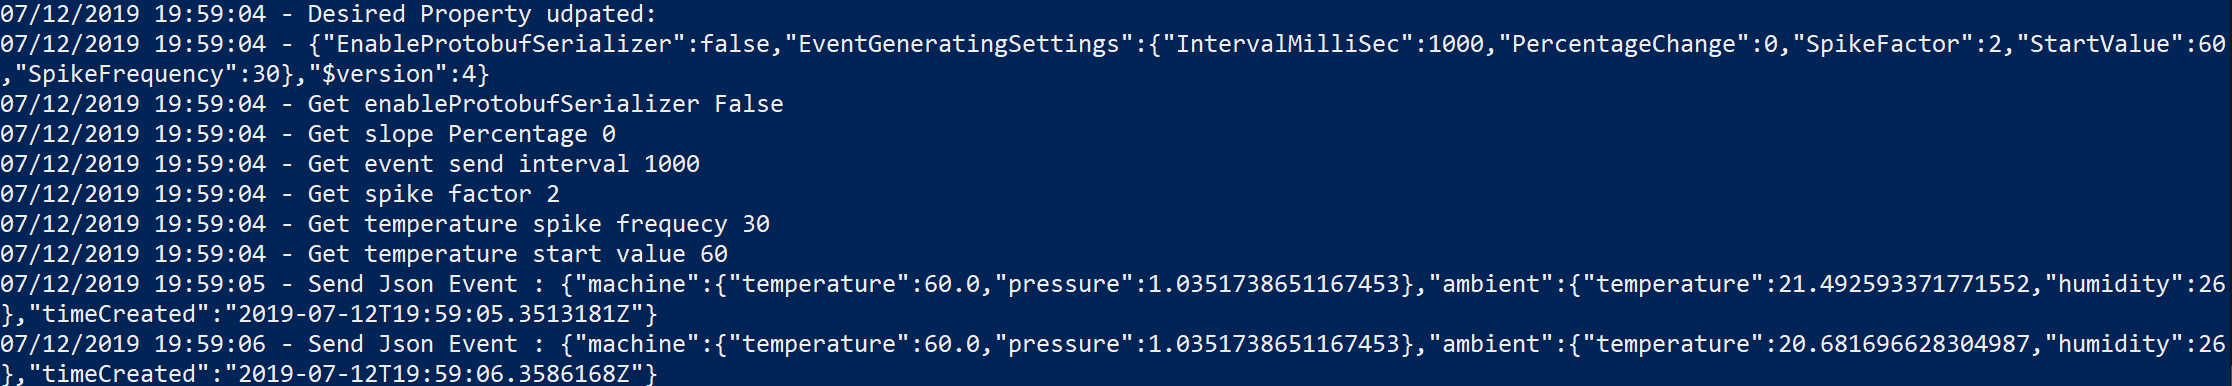 07/12/2019 19:59:04 - Desired Property udpated:
07/12/2019 19:59:04 - {"EnableProtobufSerializer":false,"EventGeneratingSettings":{"IntervalMilliSec":1000,"PercentageChange":0,"SpikeFactor":2,"StartValue":60
,"SpikeFrequency":30},"$version":4}
07/12/2019 19:59:04 - Get enableProtobufSerializer False
07/12/2019 19:59:04 - Get slope Percentage 0
07/12/2019 19:59:04 - Get event send interval 1000
07/12/2019 19:59:04 - Get spike factor 2
07/12/2019 19:59:04 - Get temperature spike frequecy 30
07/12/2019 19:59:04 - Get temperature start value 60
07/12/2019 19:59:05 - Send Json Event : {"machine":{"temperature":60.0,"pressure":1.0351738651167453},"ambient":{"temperature":21.492593371771552,"humidity":26
},"timeCreated":"2019-07-12T19:59:05.3513181Z"}
07/12/2019 19:59:06 - Send Json Event : {"machine":{"temperature":60.0,"pressure":1.0351738651167453},"ambient":{"temperature":20.681696628304987,"humidity":26
},"timeCreated":"2019-07-12T19:59:06.3586168Z"}